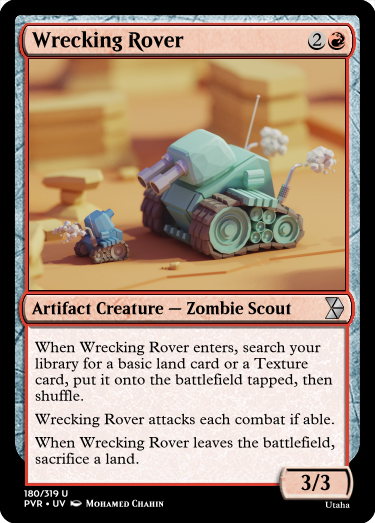 Wrecking Rover 2
Artifact Creature — Zombie Scout
When Wrecking Rover enters, search your
library for a basic land card or a Texture
card, put it onto the battlefield tapped, then
shuffle.
Wrecking Rover attacks each combat if able.
When Wrecking Rover leaves the battlefield,
sacrifice a land.
3/3
180/319 U
PVR • UV Mohamed Chahin
Utaha